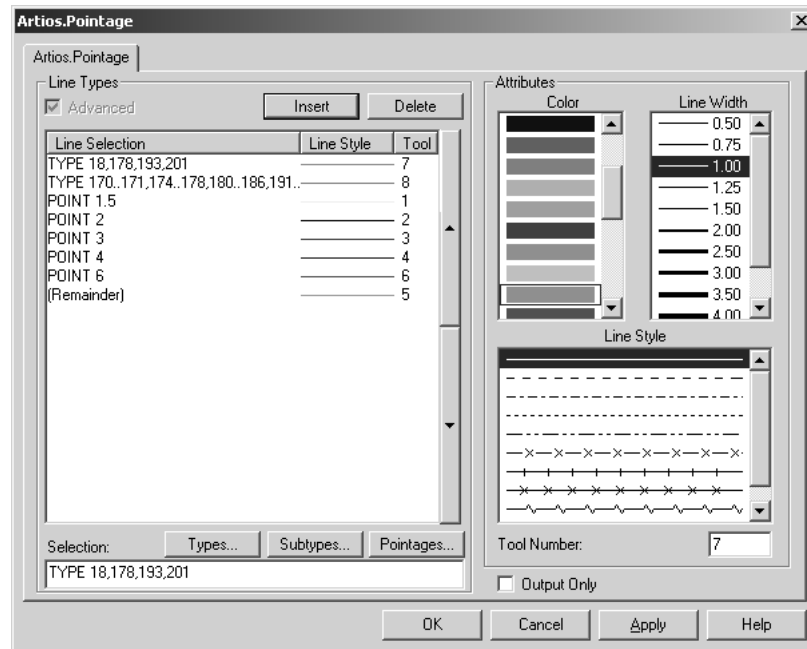 Artios.Pointage
Artios.Pointage
Line Types
Advanced
Insert
Delete
Line Selection Line Style Tool
TYPE 18,178,193,201 7
TYPE 170..171,174..178,180..186,191.. 8
POINT 1.5 1
POINT 2 2
POINT 3 3
POINT 4 4
POINT 6 6
(Remainder) 5
Selection:
Types...
Subtypes...
Pointages...
TYPE 18,178,193,201
Attributes
Color
Line Width
0.50
0.75
1.00
1.25
1.50
2.00
2.50
3.00
3.50
4.00
Line Style
Tool Number:
7
Output Only
OK
Cancel
Apply
Help